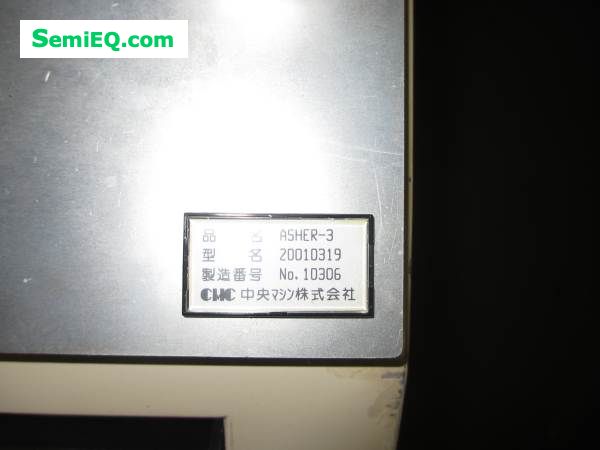 SemiEQ.com
品 名 ASHER-3
型 名 20010319
製造番号 No.10306
CMC 中央マシン株式会社